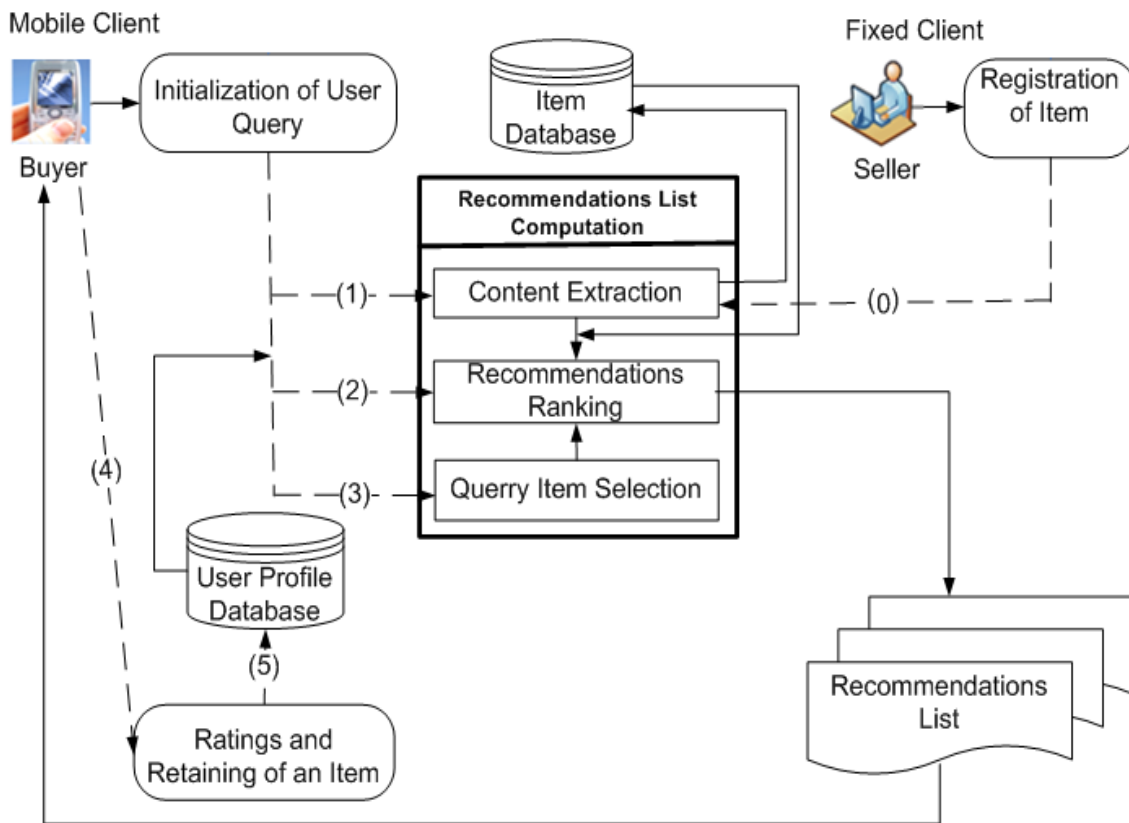 Mobile Client
Fixed Client
Initialization of User
Query
Item
Database
Registration
of Item
Buyer
Seller
Recommendations List
Computation
(1)
Content Extraction
(0)
(2)
Recommendations
Ranking
(4)
(3)
Querry Item Selection
User Profile
Database
(5)
Recommendations
List
Ratings and
Retaining of an Item